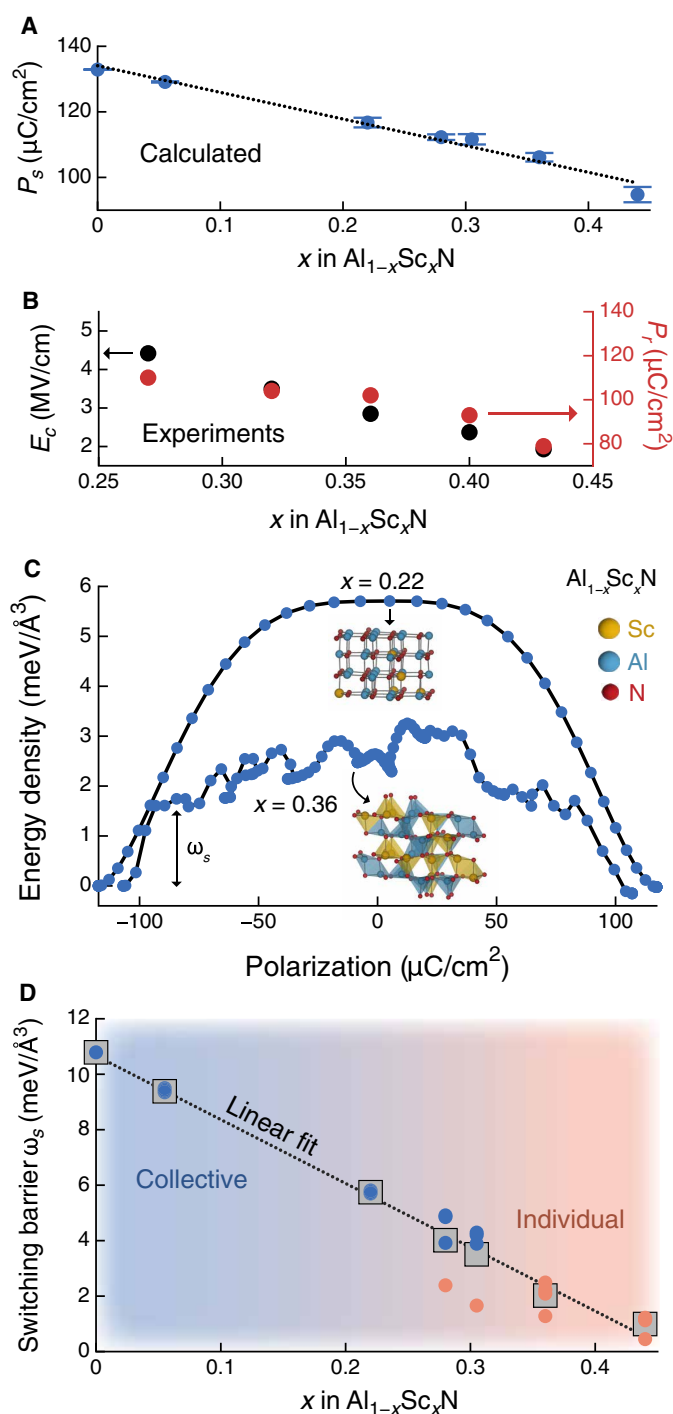 A
140
120
100
P_s (μC/cm²)
Calculated
0
0.1
0.2
0.3
0.4
x in Al₁₋ₓScₓN
B
5
4
3
2
E_c (MV/cm)
Experiments
140
120
100
80
P_r (μC/cm²)
0.25
0.30
0.35
0.40
0.45
x in Al₁₋ₓScₓN
C
6
5
4
3
2
1
0
Energy density (meV/Å³)
x = 0.22
Al₁₋ₓScₓN
Sc
Al
N
x = 0.36
ω_s
−100
−50
0
50
100
Polarization (μC/cm²)
D
12
10
8
6
4
2
0
Switching barrier ω_s (meV/Å³)
Linear fit
Collective
Individual
0
0.1
0.2
0.3
0.4
x in Al₁₋ₓScₓN